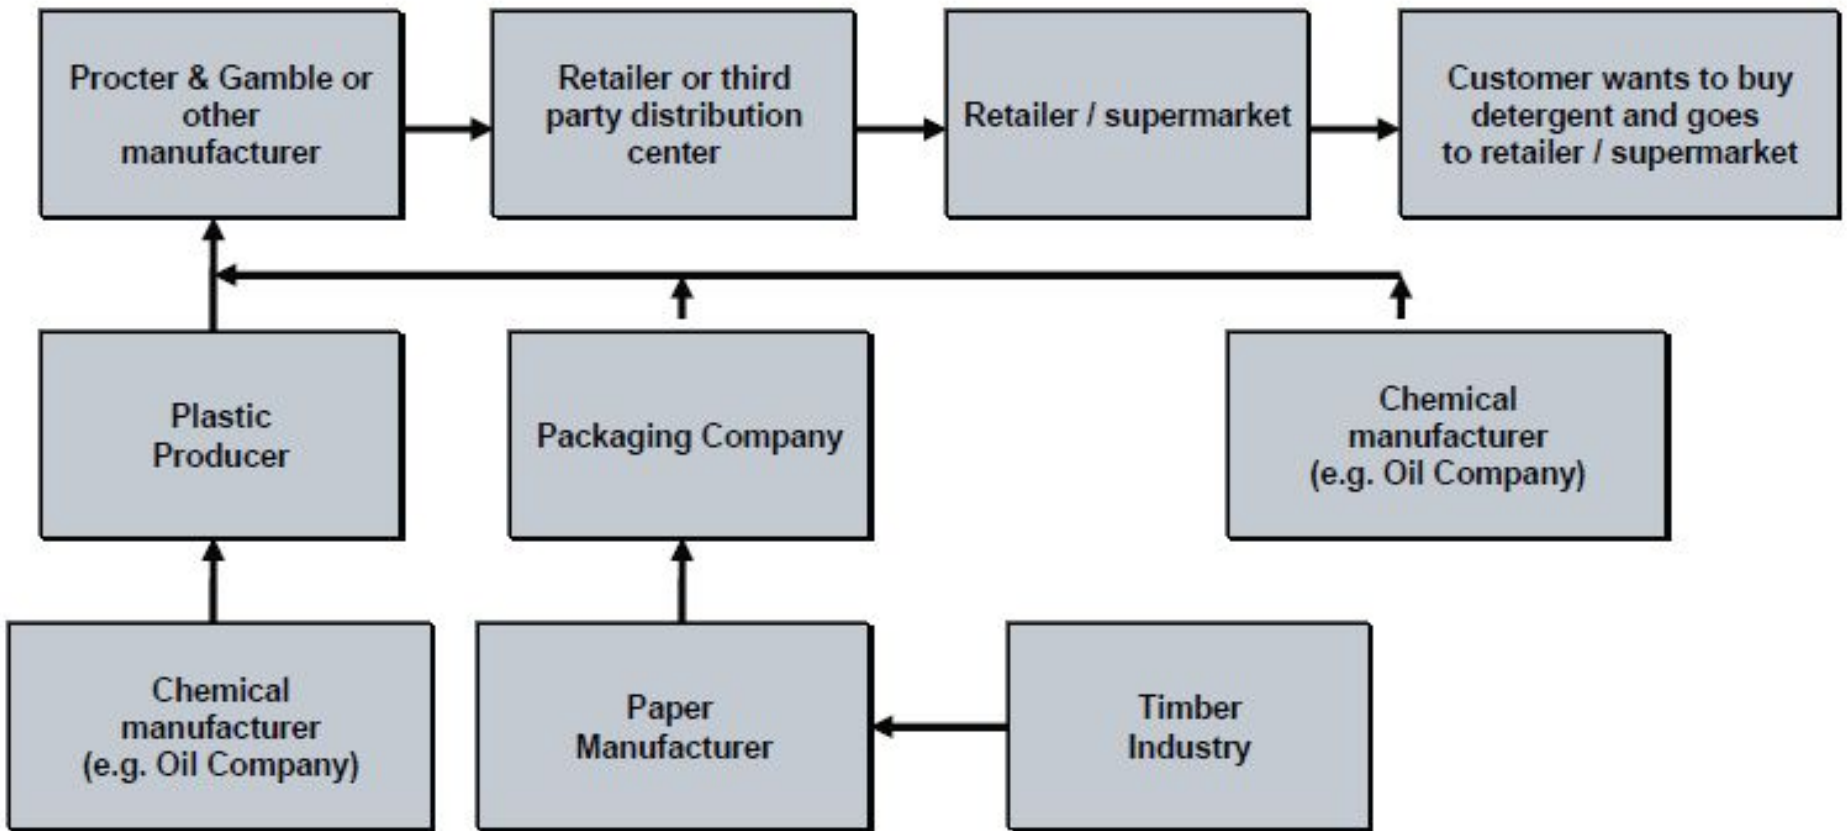 Procter & Gamble or
other
manufacturer
Retailer or third
party distribution
center
Retailer / supermarket
Customer wants to buy
detergent and goes
to retailer / supermarket
Plastic
Producer
Packaging Company
Chemical
manufacturer
(e.g. Oil Company)
Chemical
manufacturer
(e.g. Oil Company)
Paper
Manufacturer
Timber
Industry